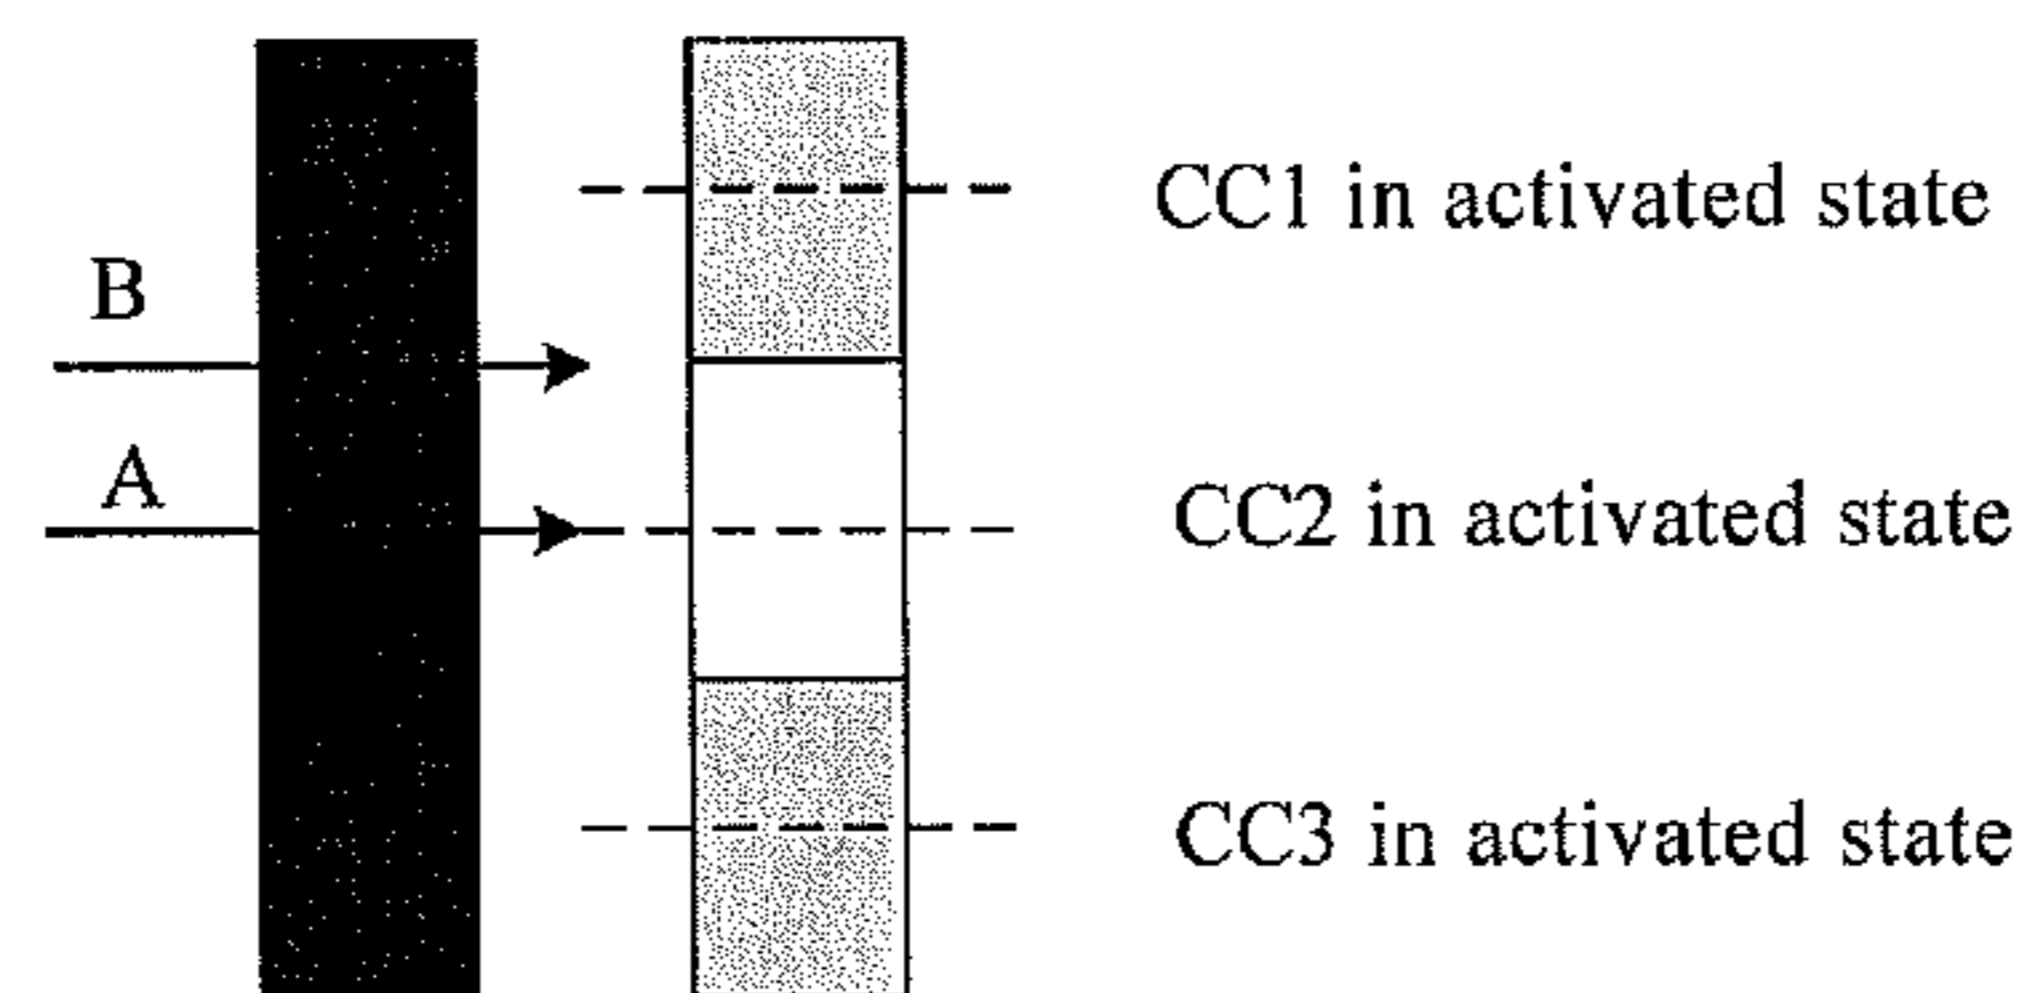 CC1 in activated state
B
A
CC2 in activated state
CC3 in activated state